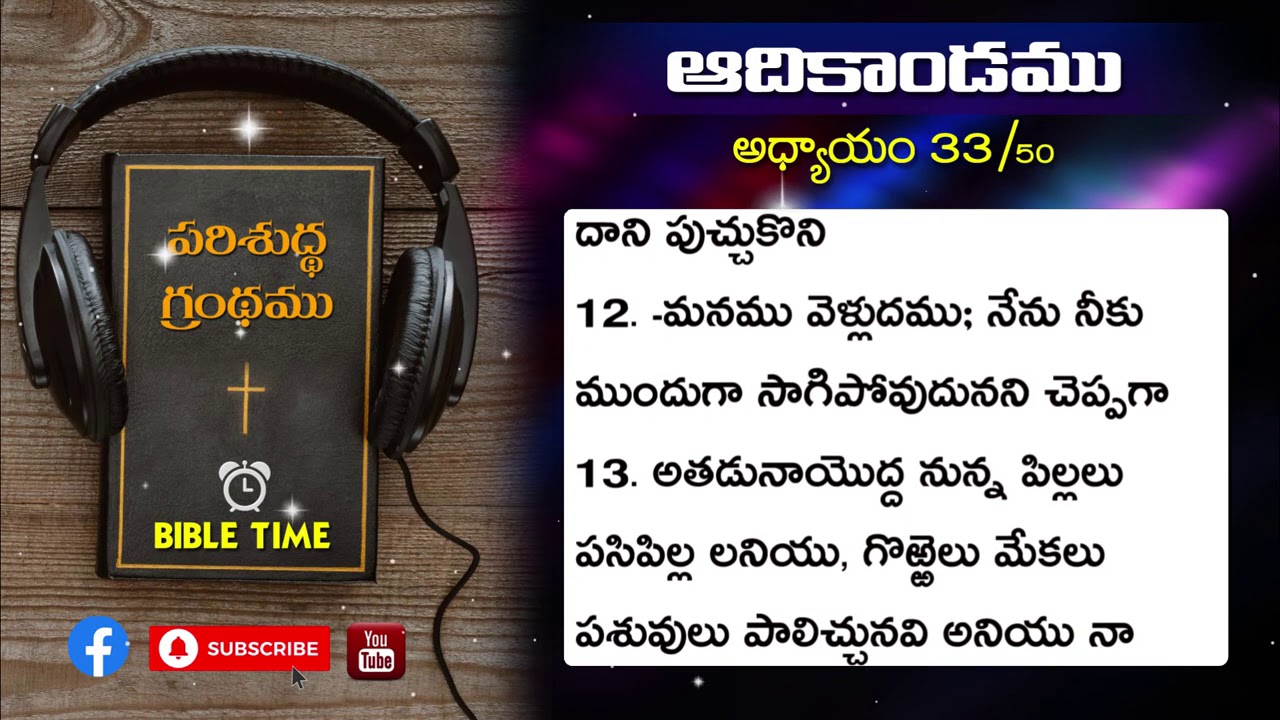 పరిశుద్ధ
గ్రంథము
BIBLE TIME
SUBSCRIBE
You
Tube
ఆదికాండము
అధ్యాయం 33/50
దాని పుచ్చుకొని
12. -మనము వెళ్లుదము; నేను నీకు
ముందుగా సాగిపోవుదునని చెప్పగా
13. అతడునాయొద్ద నున్న పిల్లలు
పసిపిల్ల లనియు, గొఱ్ఱెలు మేకలు
పశువులు పాలిచ్చునవి అనియు నా